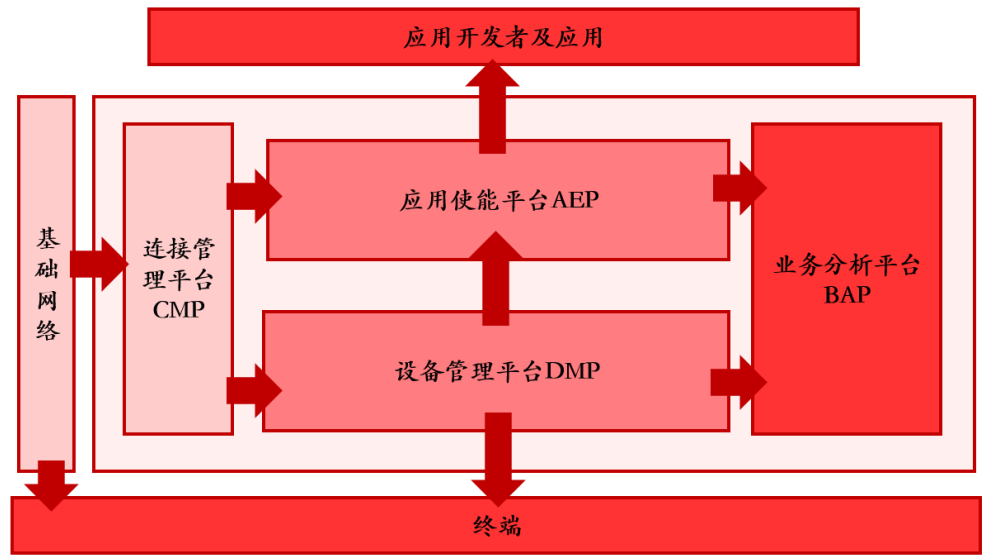 应用开发者及应用
基
础
网
络
连接管
理平台
CMP
应用使能平台AEP
设备管理平台DMP
业务分析平台
BAP
终端